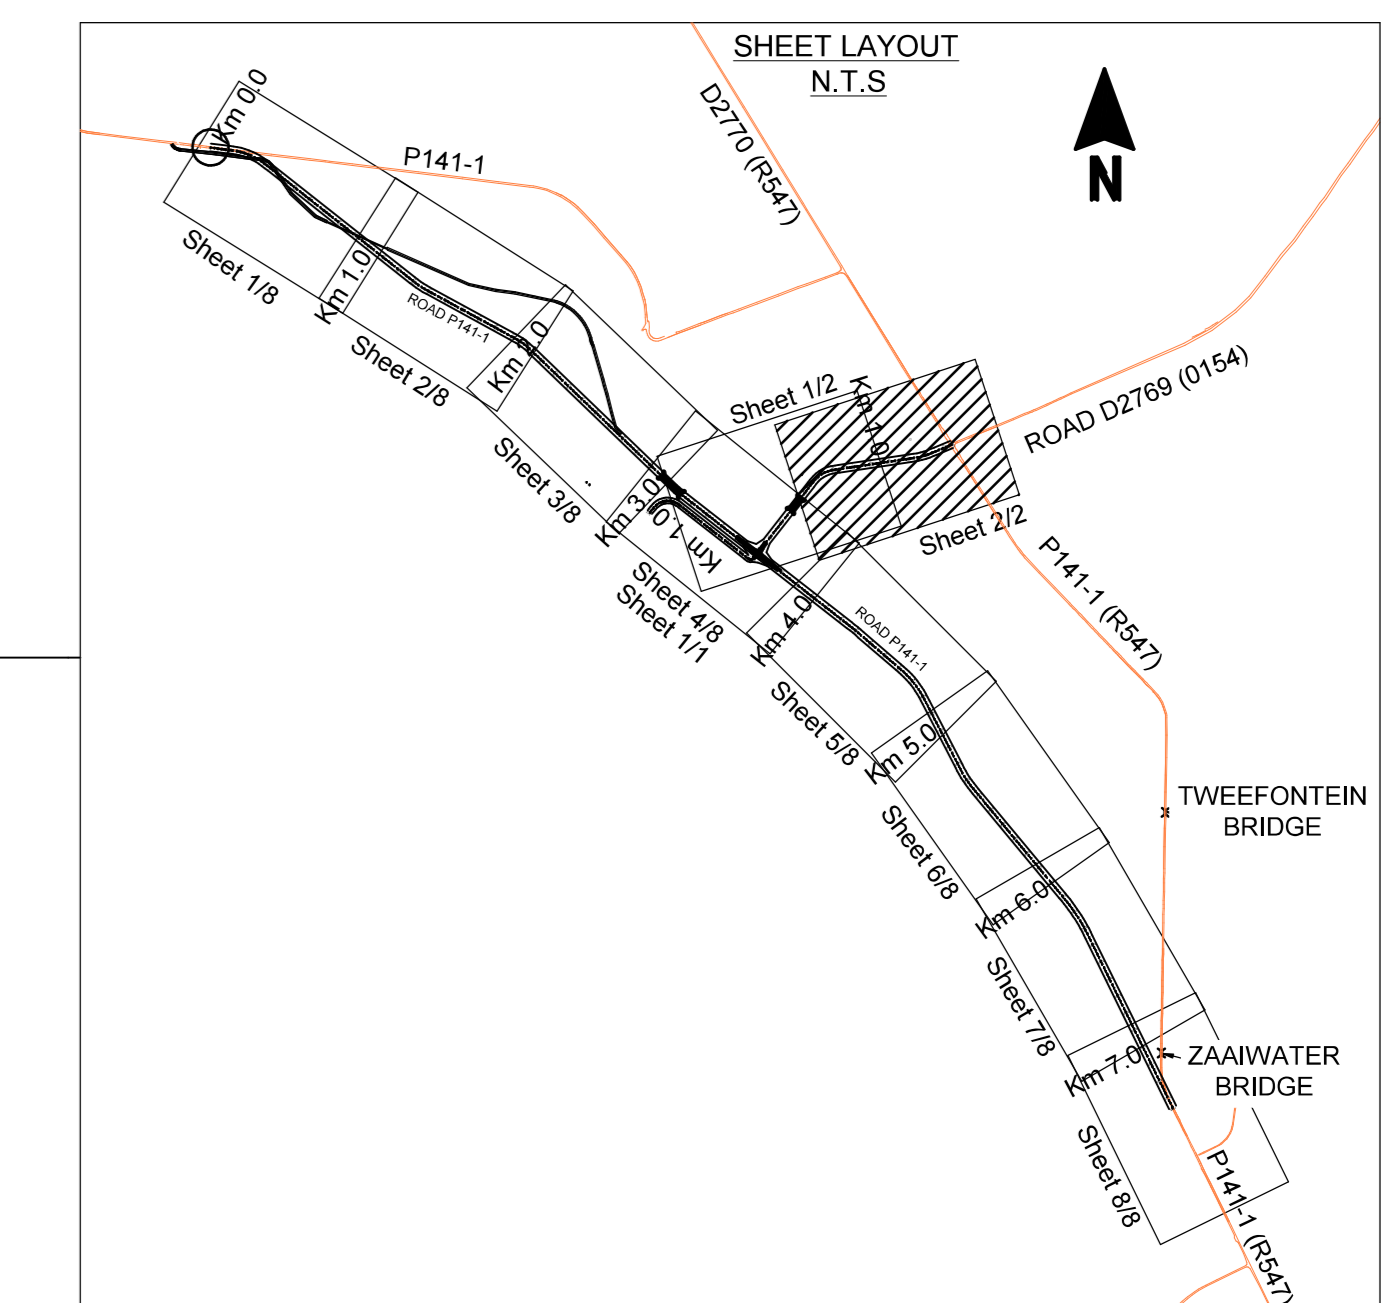 SHEET LAYOUT
N.T.S
N
Km 0.0
P141-1
D2770 (R547)
Sheet 1/8
Km 1.0
ROAD P141-1
Sheet 2/8
Sheet 1/2
Km 1.0
ROAD D2769 (0154)
Sheet 3/8
Km 3.0
Km 1.0
Sheet 2/2
P141-1 (R547)
Sheet 4/8
Sheet 1/1
Km 4.0
ROAD P141-1
Sheet 5/8
Km 5.0
TWEEFONTEIN
BRIDGE
Sheet 6/8
Km 6.0
Sheet 7/8
Km 7.0
ZAAIWATER
BRIDGE
Sheet 8/8
P141-1 (R547)